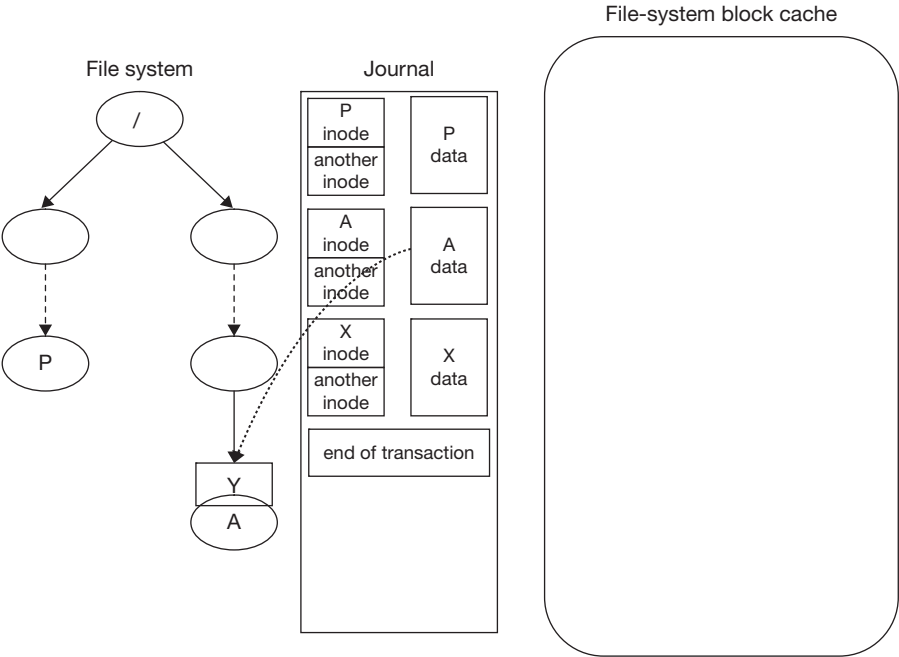 File-system block cache
File system
Journal
/
P
inode
another
inode
P
data
A
inode
another
inode
A
data
X
inode
another
inode
X
data
P
end of transaction
Y
A